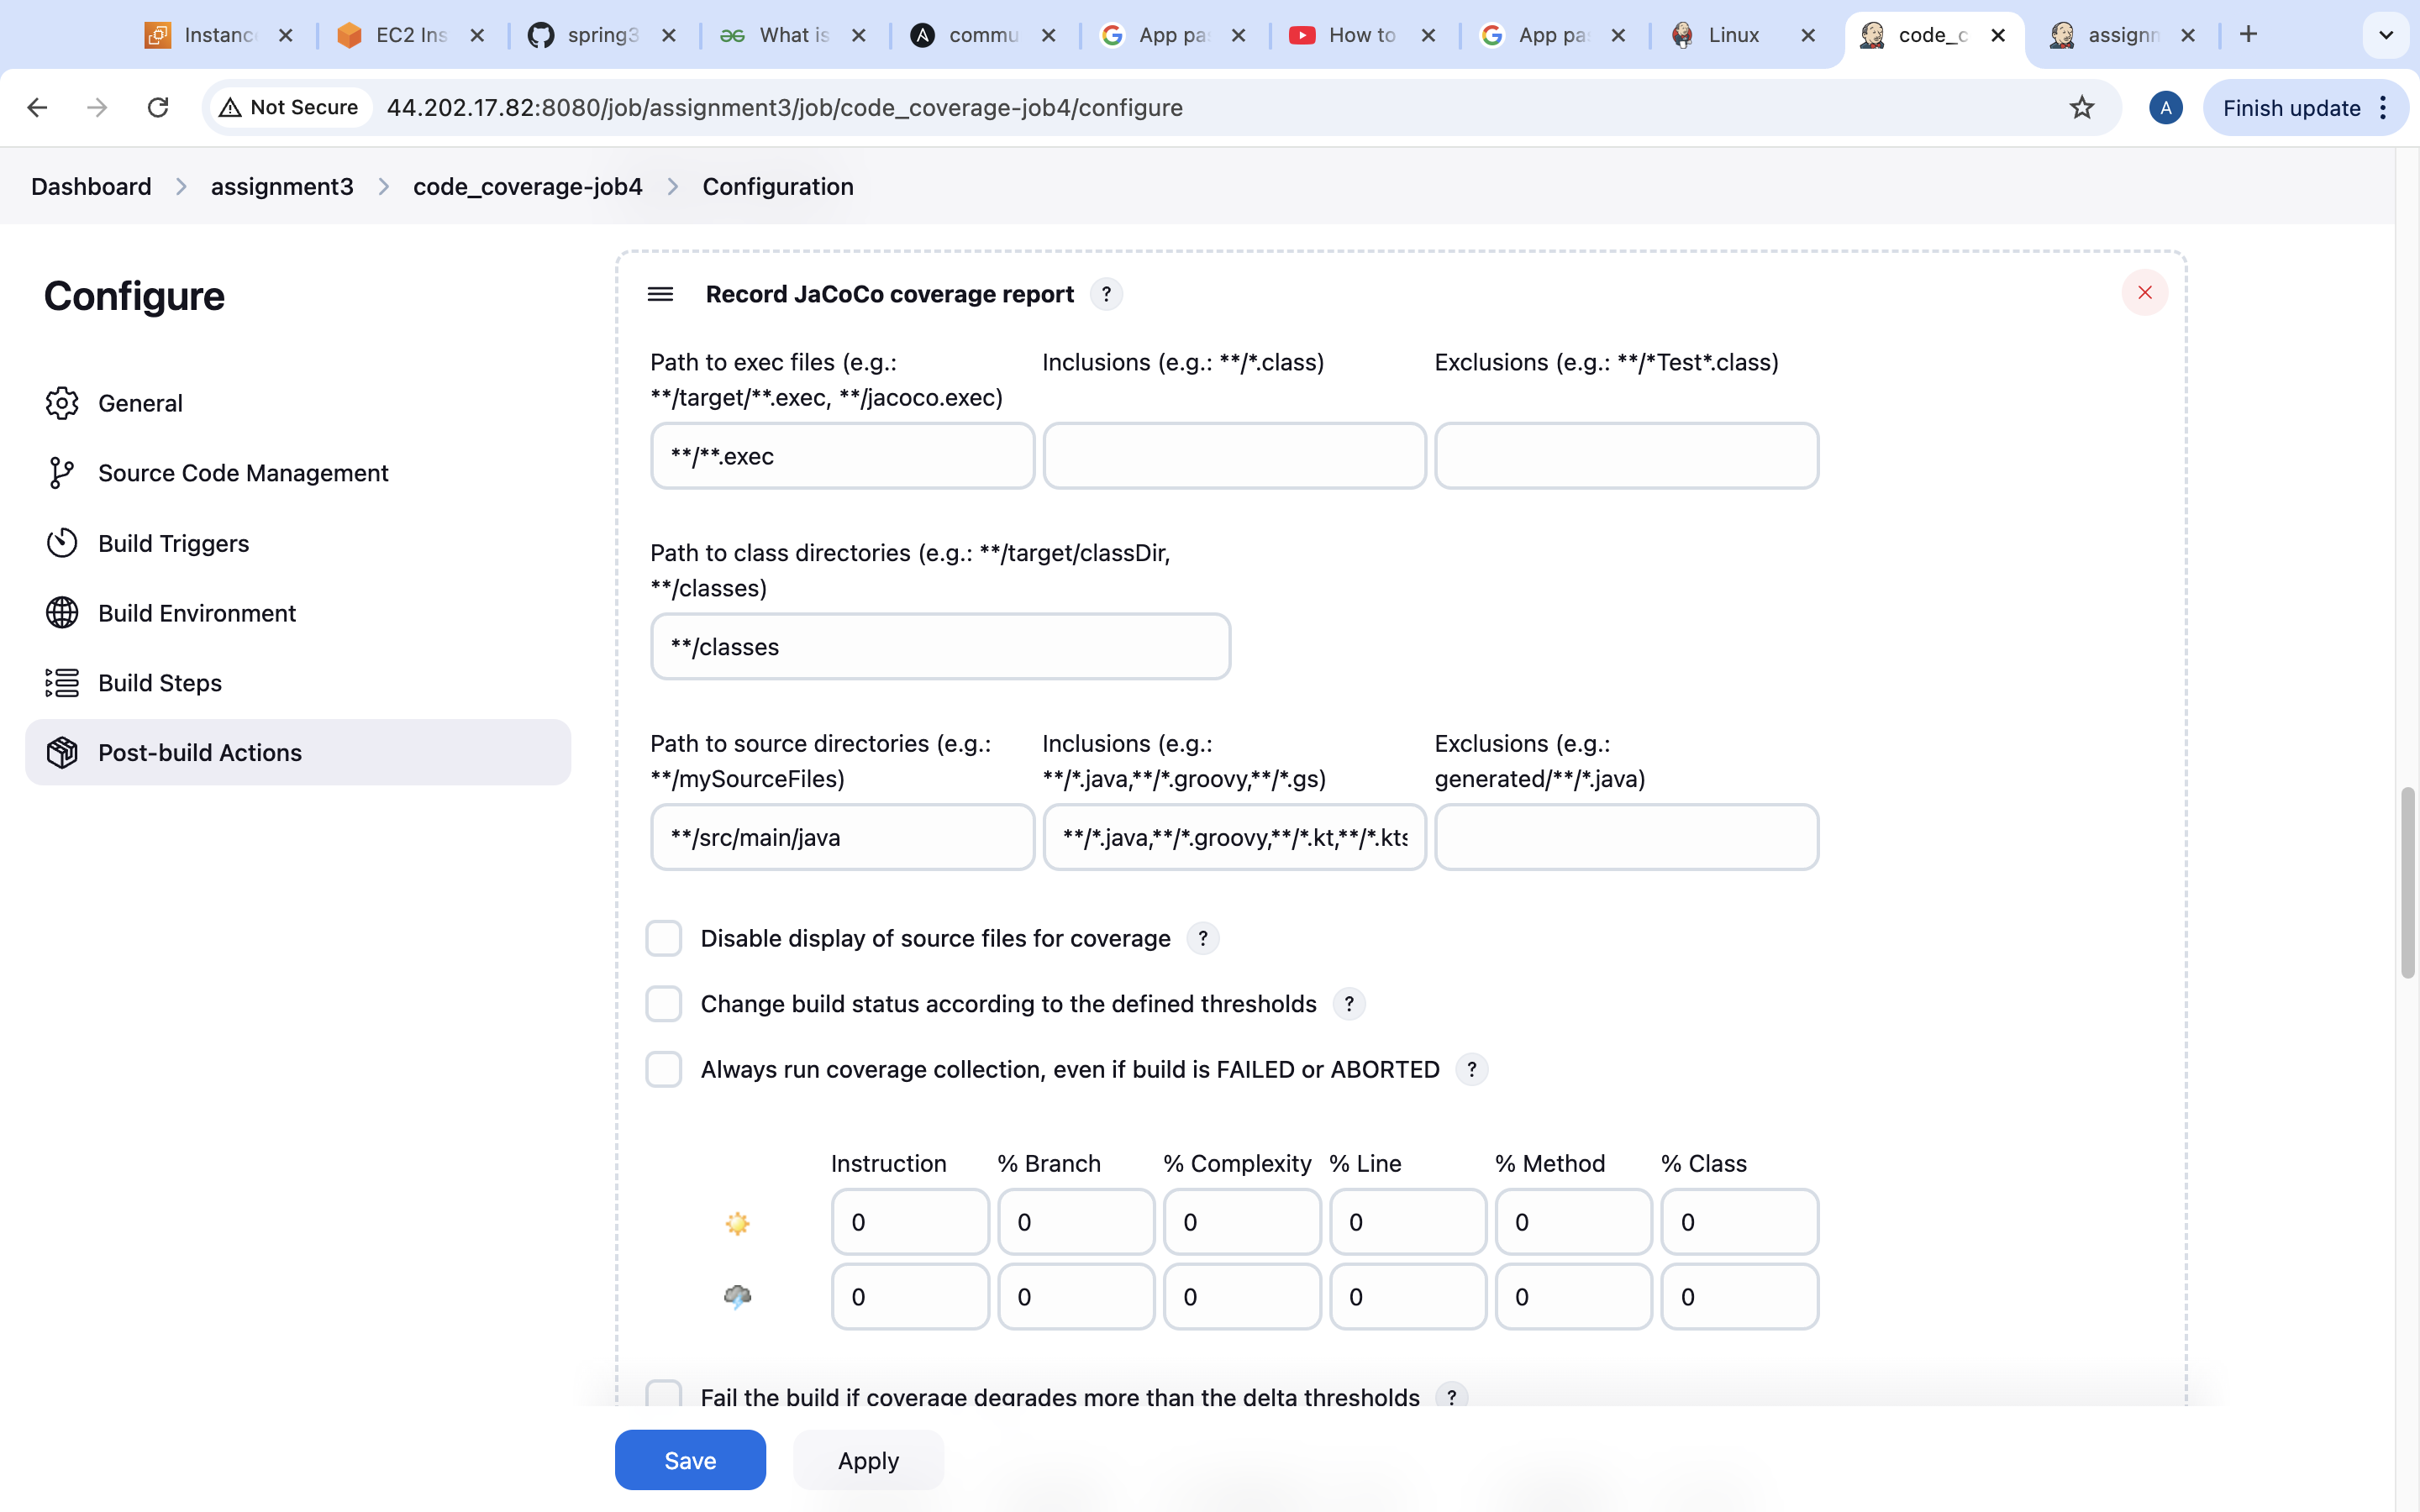 Instanc
EC2 Ins
spring3
What is
commu
App pa
How to
App pa
Linux
code_c
assignn
Not Secure
44.202.17.82:8080/job/assignment3/job/code_coverage-job4/configure
A
Finish update
Dashboard > assignment3 > code_coverage-job4 > Configuration
Configure
General
Source Code Management
Build Triggers
Build Environment
Build Steps
Post-build Actions
Record JaCoCo coverage report ?
Path to exec files (e.g.:
**/target/**.exec, **/jacoco.exec)
Inclusions (e.g.: **/*.class)
Exclusions (e.g.: **/*Test*.class)
**/**.exec
Path to class directories (e.g.: **/target/classDir,
**/classes)
**/classes
Path to source directories (e.g.:
**/mySourceFiles)
Inclusions (e.g.:
**/*.java,**/*.groovy,**/*.gs)
Exclusions (e.g.:
generated/**/*.java)
**/src/main/java
**/*.java,**/*.groovy,**/*.kt,**/*.kts
Disable display of source files for coverage ?
Change build status according to the defined thresholds ?
Always run coverage collection, even if build is FAILED or ABORTED ?
Instruction % Branch % Complexity % Line % Method % Class
0 0 0 0 0 0
0 0 0 0 0 0
Fail the build if coverage degrades more than the delta thresholds ?
Save
Apply